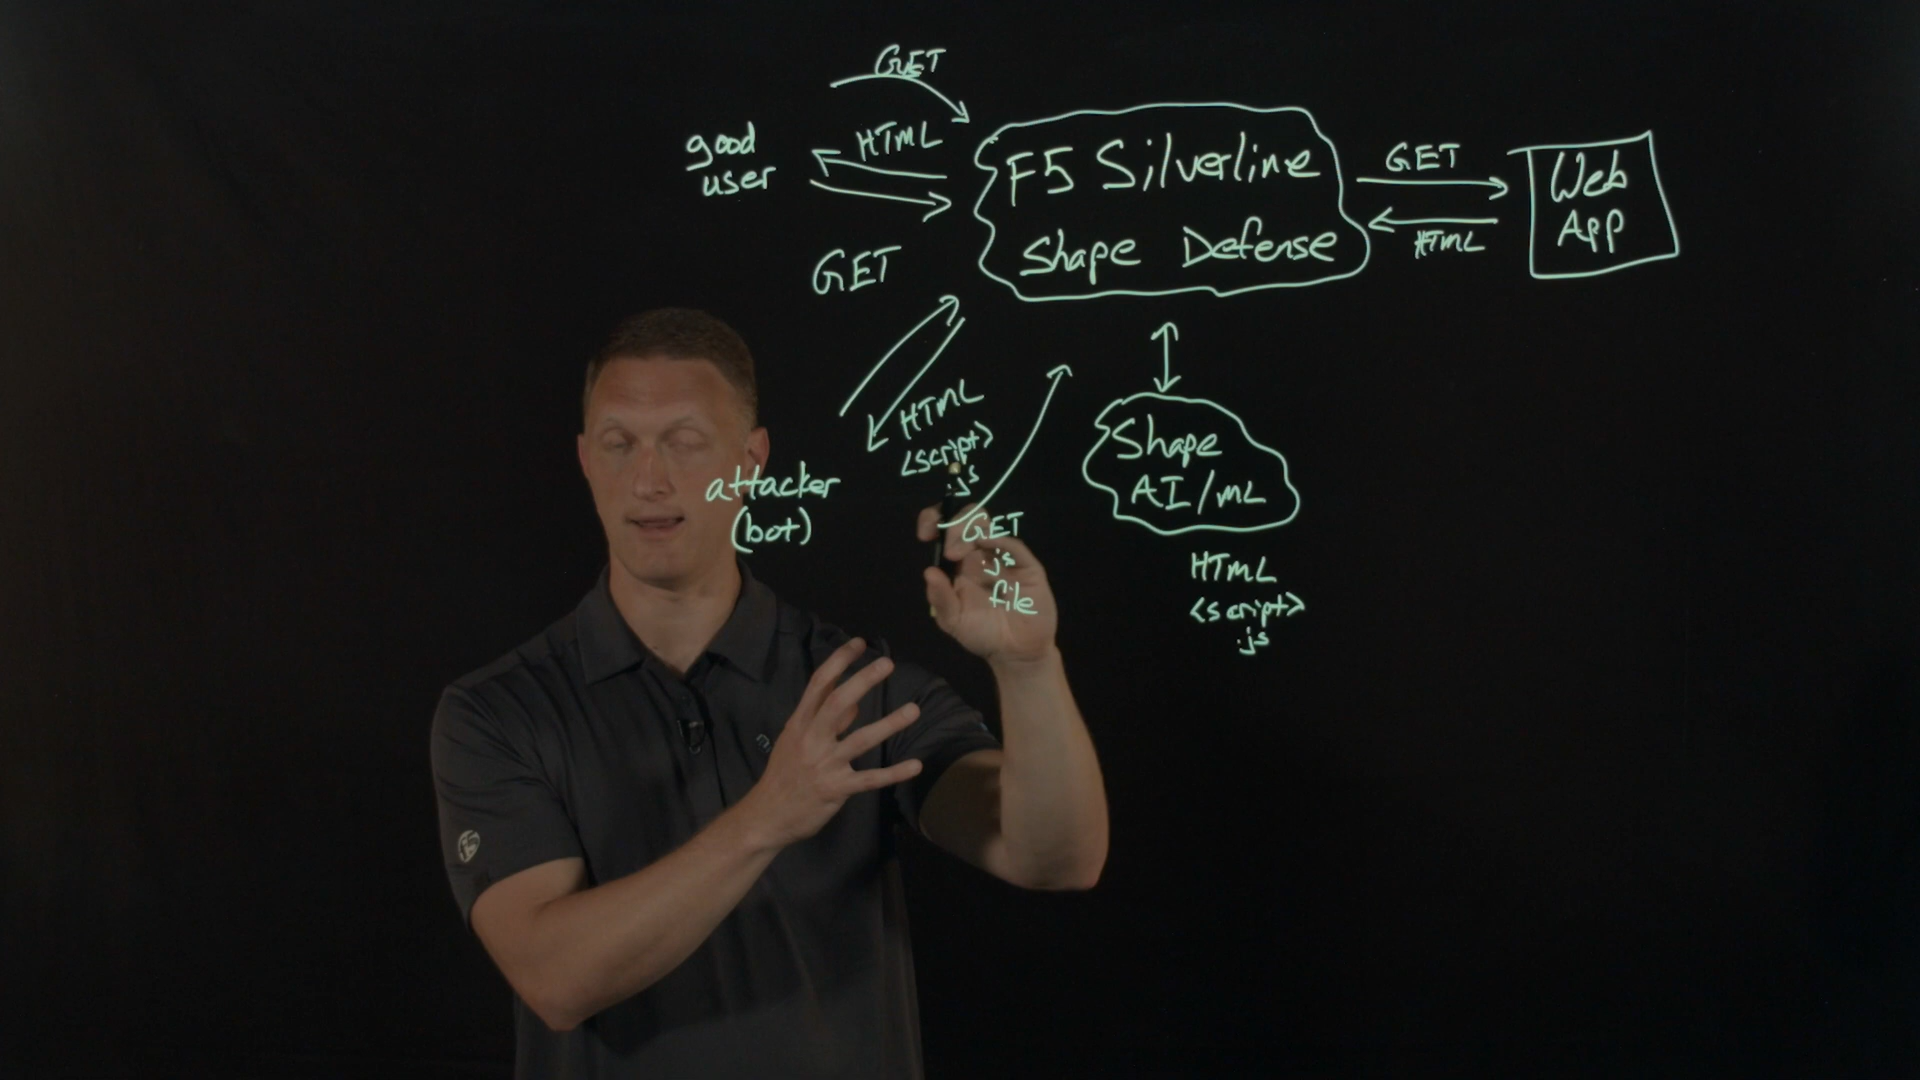 GET
HTML
good
user
F5 Silverline
Shape Defense
GET
HTML
Web
App
GET
HTML
<script>
.js
attacker
(bot)
GET
.js
file
Shape
AI/ML
HTML
<script>
.js